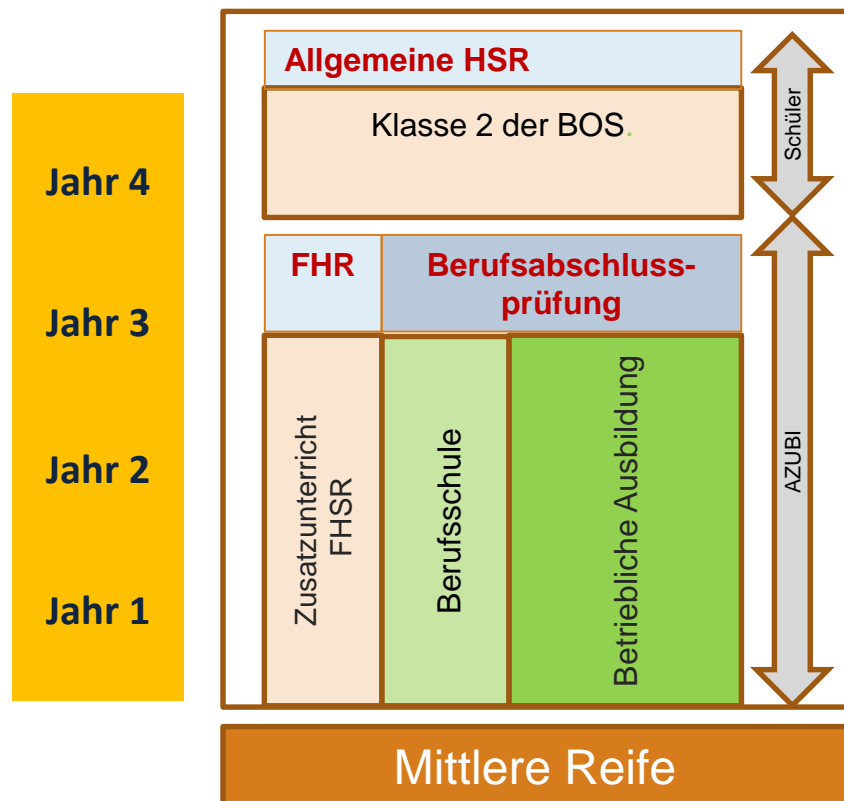 Allgemeine HSR
Klasse 2 der BOS.
Schüler
Jahr 4
FHR
Berufsabschluss-
prüfung
Jahr 3
Zusatzunterricht
FHSR
Berufsschule
Betriebliche Ausbildung
AZUBI
Jahr 2
Jahr 1
Mittlere Reife